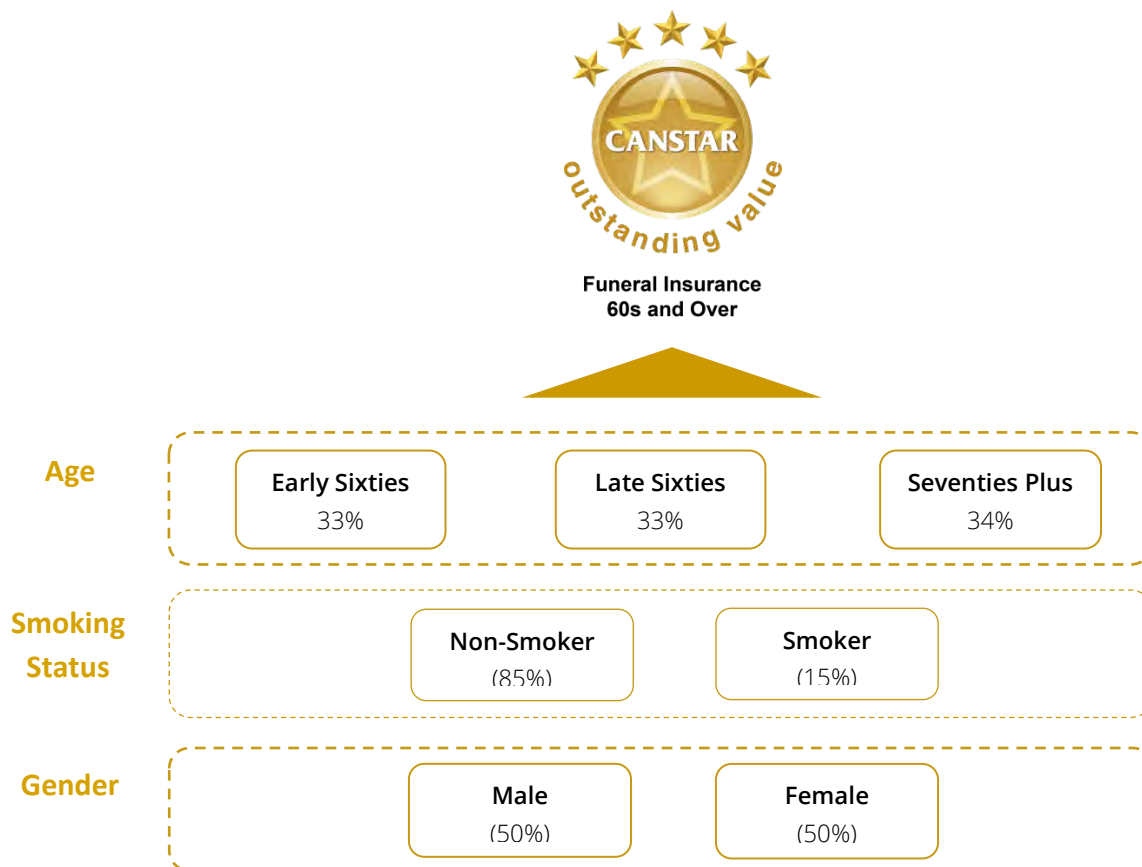 CANSTAR
outstanding value
Funeral Insurance
60s and Over
Age
Early Sixties
33%
Late Sixties
33%
Seventies Plus
34%
Smoking
Status
Non-Smoker
(85%)
Smoker
(15%)
Gender
Male
(50%)
Female
(50%)